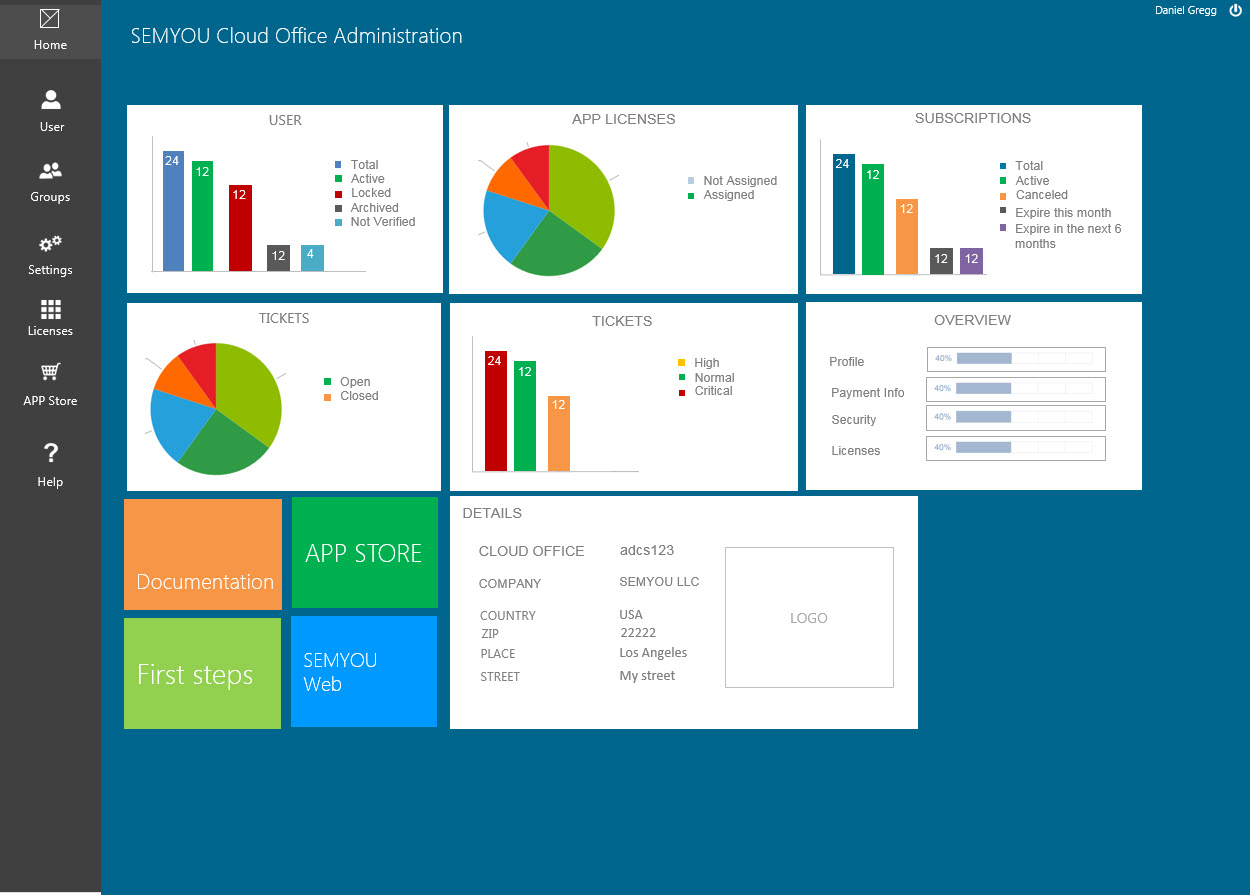 Daniel Gregg
SEMYOU Cloud Office Administration
Home
User
Groups
Settings
Licenses
APP Store
?
Help
USER
24
12
12
12
4
Total
Active
Locked
Archived
Not Verified
APP LICENSES
Not Assigned
Assigned
SUBSCRIPTIONS
24
12
12
12
12
Total
Active
Canceled
Expire this month
Expire in the next 6
months
TICKETS
Open
Closed
TICKETS
24
12
12
High
Normal
Critical
OVERVIEW
Profile 40%
Payment Info 40%
Security 40%
Licenses 40%
Documentation
APP STORE
First steps
SEMYOU
Web
DETAILS
CLOUD OFFICE adcs123
COMPANY SEMYOU LLC
COUNTRY USA
ZIP 22222
PLACE Los Angeles
STREET My street
LOGO